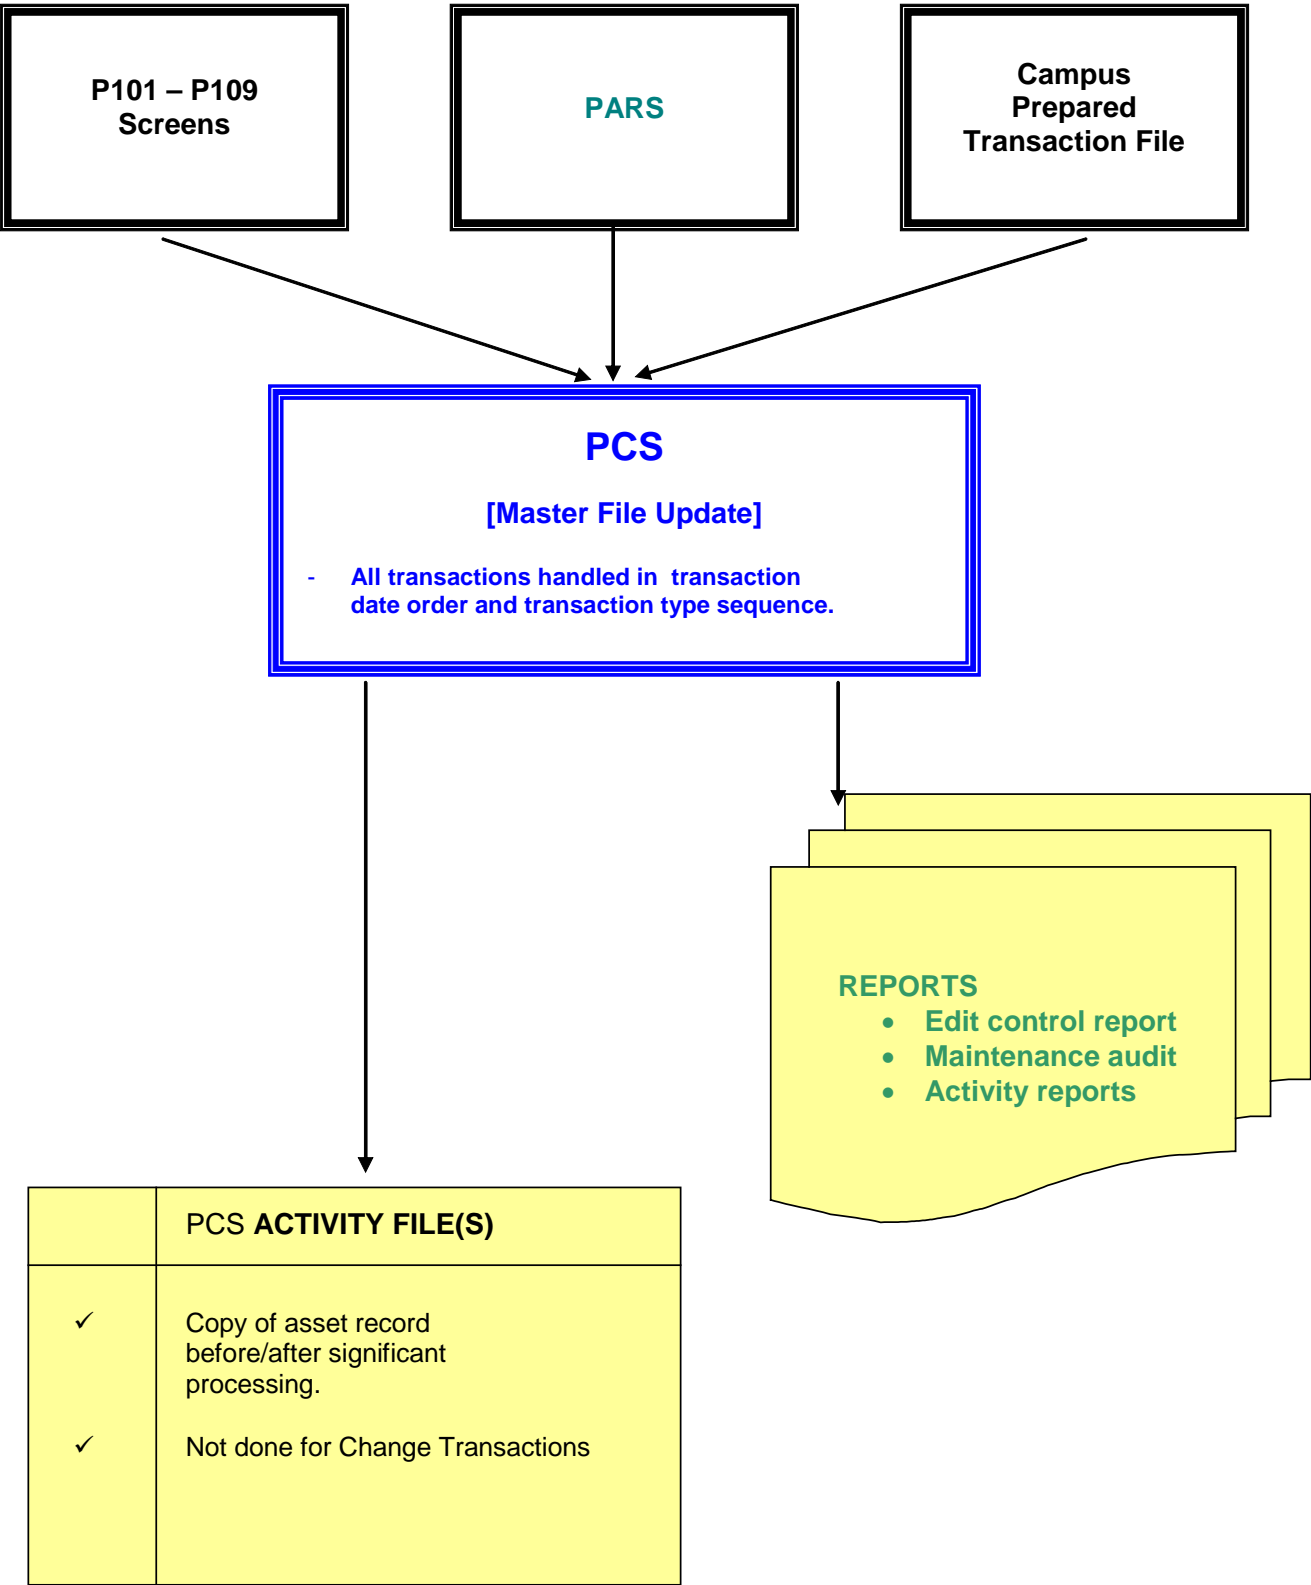 P101 – P109
Screens
PARS
Campus
Prepared
Transaction File
PCS
[Master File Update]
- All transactions handled in transaction
date order and transaction type sequence.
REPORTS
• Edit control report
• Maintenance audit
• Activity reports
PCS ACTIVITY FILE(S)
✓ Copy of asset record
before/after significant
processing.
✓ Not done for Change Transactions